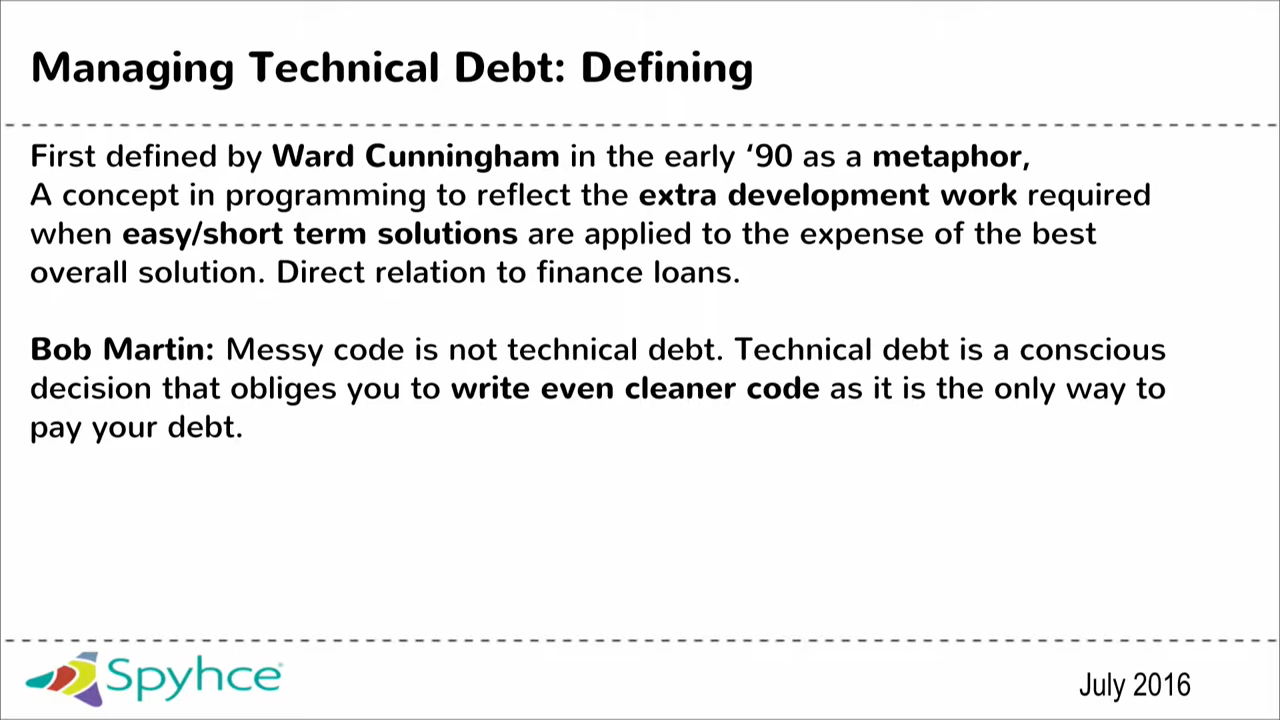 Managing Technical Debt: Defining
First defined by Ward Cunningham in the early ‘90 as a metaphor,
A concept in programming to reflect the extra development work required
when easy/short term solutions are applied to the expense of the best
overall solution. Direct relation to finance loans.
Bob Martin: Messy code is not technical debt. Technical debt is a conscious
decision that obliges you to write even cleaner code as it is the only way to
pay your debt.
Spyhce
July 2016